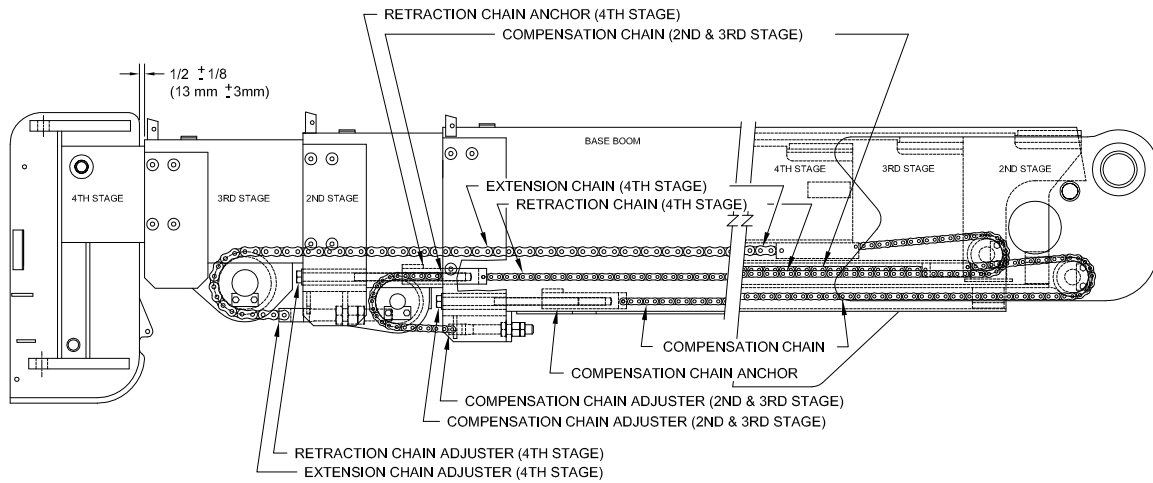 RETRACTION CHAIN ANCHOR (4TH STAGE)
COMPENSATION CHAIN (2ND & 3RD STAGE)
1/2 ± 1/8
(13 mm ± 3mm)
BASE BOOM
4TH STAGE
3RD STAGE
2ND STAGE
EXTENSION CHAIN (4TH STAGE)
RETRACTION CHAIN (4TH STAGE)
4TH STAGE
3RD STAGE
2ND STAGE
COMPENSATION CHAIN
COMPENSATION CHAIN ANCHOR
COMPENSATION CHAIN ADJUSTER (2ND & 3RD STAGE)
COMPENSATION CHAIN ADJUSTER (2ND & 3RD STAGE)
RETRACTION CHAIN ADJUSTER (4TH STAGE)
EXTENSION CHAIN ADJUSTER (4TH STAGE)